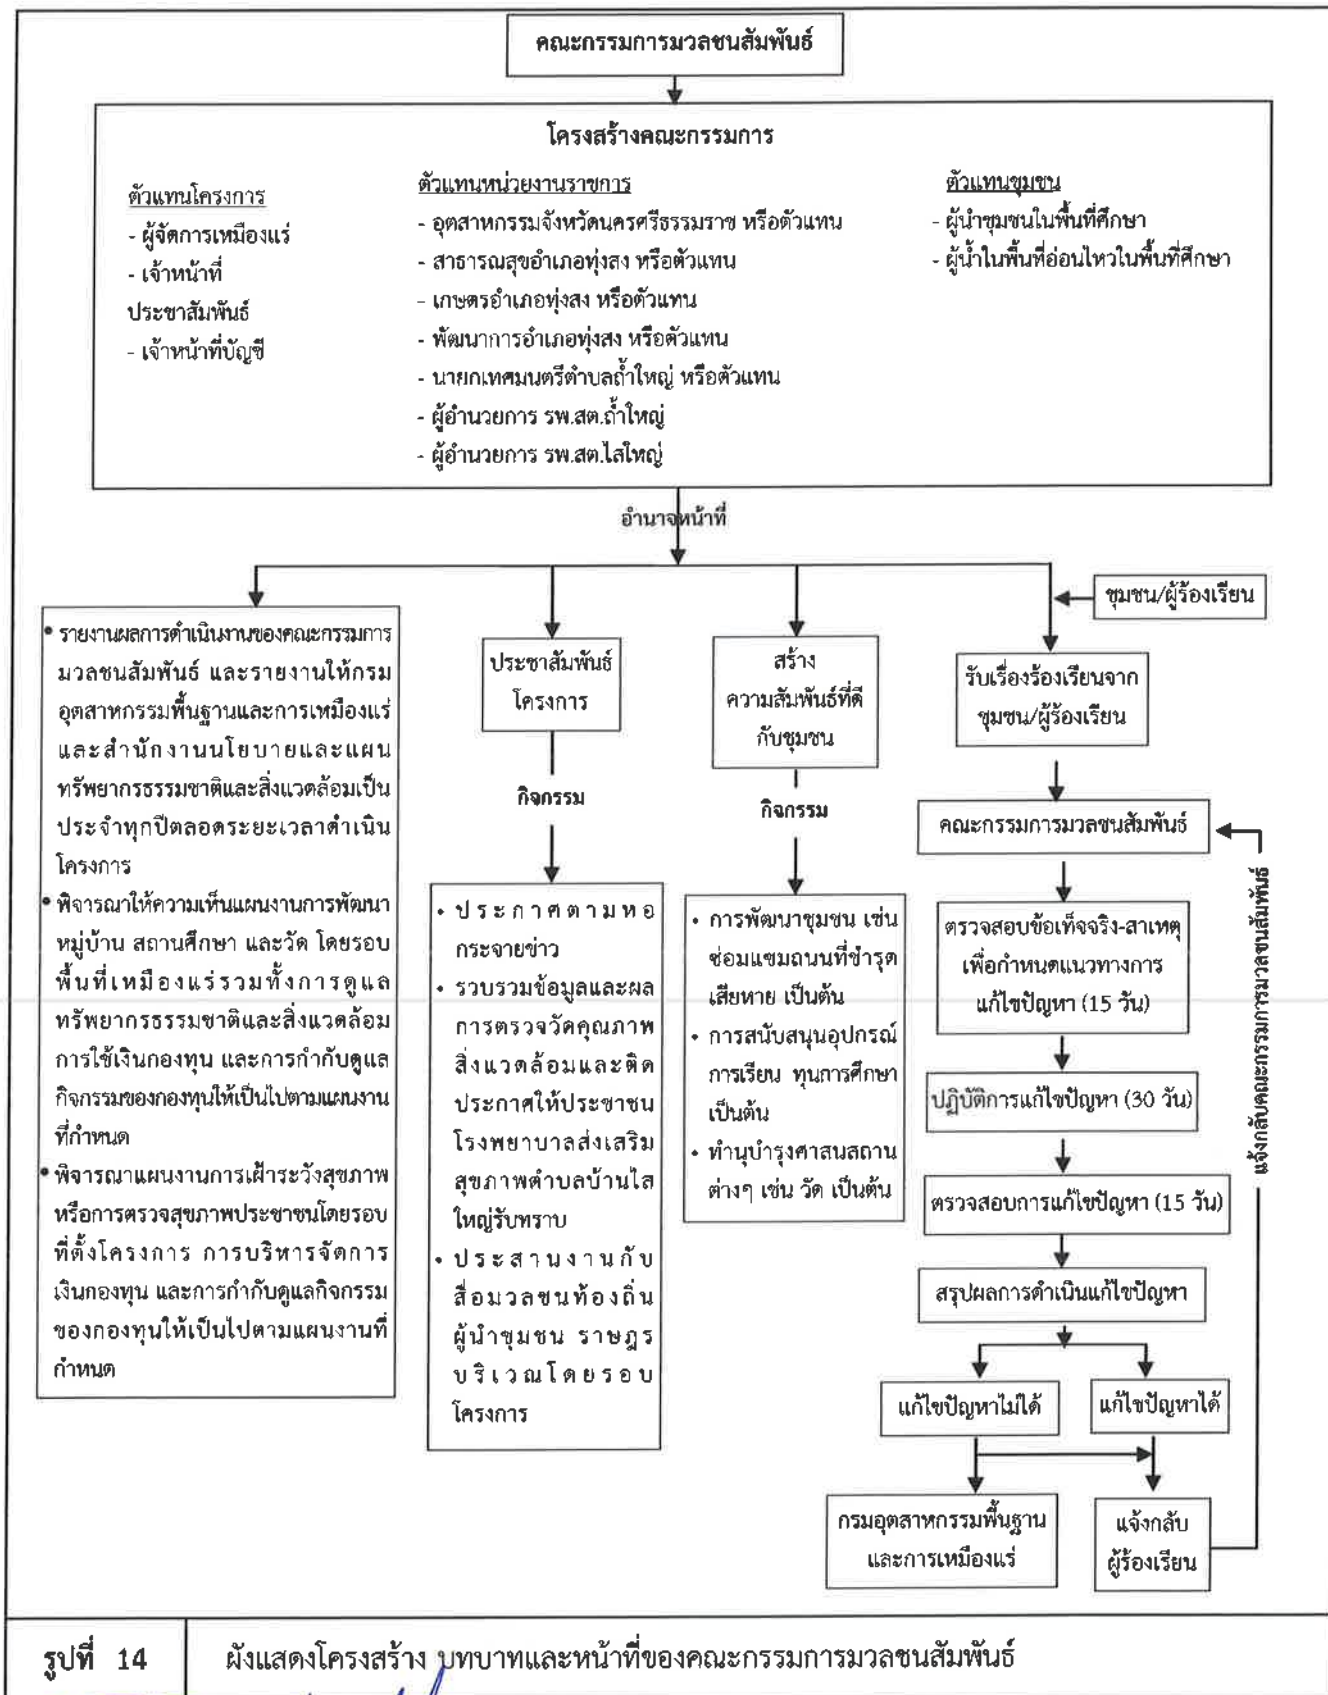 คณะกรรมการมวลชนสัมพันธ์
โครงสร้างคณะกรรมการ
ตัวแทนโครงการ
- ผู้จัดการเหมืองแร่
- เจ้าหน้าที่
ประชาสัมพันธ์
- เจ้าหน้าที่บัญชี
ตัวแทนหน่วยงานราชการ
- อุตสาหกรรมจังหวัดนครศรีธรรมราช หรือตัวแทน
- สาธารณสุขอำเภอทุ่งสง หรือตัวแทน
- เกษตรอำเภอทุ่งสง หรือตัวแทน
- พัฒนาการอำเภอทุ่งสง หรือตัวแทน
- นายกเทศมนตรีตำบลถ้ำใหญ่ หรือตัวแทน
- ผู้อำนวยการ รพ.สต.ถ้ำใหญ่
- ผู้อำนวยการ รพ.สต.ไสใหญ่
ตัวแทนชุมชน
- ผู้นำชุมชนในพื้นที่ศึกษา
- ผู้น้ำในพื้นที่อ่อนไหวในพื้นที่ศึกษา
อำนาจหน้าที่
• รายงานผลการดำเนินงานของคณะกรรมการ
มวลชนสัมพันธ์ และรายงานให้กรม
อุตสาหกรรมพื้นฐานและการเหมืองแร่
และสำนักงานนโยบายและแผน
ทรัพยากรธรรมชาติและสิ่งแวดล้อมเป็น
ประจำทุกปีตลอดระยะเวลาดำเนิน
โครงการ
• พิจารณาให้ความเห็นแผนงานการพัฒนา
หมู่บ้าน สถานศึกษา และวัด โดยรอบ
พื้นที่เหมืองแร่รวมทั้งการดูแล
ทรัพยากรธรรมชาติและสิ่งแวดล้อม
การใช้เงินกองทุน และการกำกับดูแล
กิจกรรมของกองทุนให้เป็นไปตามแผนงาน
ที่กำหนด
• พิจารณาแผนงานการเฝ้าระวังสุขภาพ
หรือการตรวจสุขภาพประชาชนโดยรอบ
ที่ตั้งโครงการ การบริหารจัดการ
เงินกองทุน และการกำกับดูแลกิจกรรม
ของกองทุนให้เป็นไปตามแผนงานที่
กำหนด
ประชาสัมพันธ์
โครงการ
กิจกรรม
• ประกาศตามหอ
กระจายข่าว
• รวบรวมข้อมูลและผล
การตรวจวัดคุณภาพ
สิ่งแวดล้อมและติด
ประกาศให้ประชาชน
โรงพยาบาลส่งเสริม
สุขภาพตำบลบ้านไส
ใหญ่รับทราบ
• ประสานงานกับ
สื่อมวลชนท้องถิ่น
ผู้นำชุมชน ราษฎร
บริเวณโดยรอบ
โครงการ
สร้าง
ความสัมพันธ์ที่ดี
กับชุมชน
กิจกรรม
• การพัฒนาชุมชน เช่น
ซ่อมแซมถนนที่ชำรุด
เสียหาย เป็นต้น
• การสนับสนุนอุปกรณ์
การเรียน ทุนการศึกษา
เป็นต้น
• ทำนุบำรุงศาสนสถาน
ต่างๆ เช่น วัด เป็นต้น
ชุมชน/ผู้ร้องเรียน
รับเรื่องร้องเรียนจาก
ชุมชน/ผู้ร้องเรียน
คณะกรรมการมวลชนสัมพันธ์
ตรวจสอบข้อเท็จจริง-สาเหตุ
เพื่อกำหนดแนวทางการ
แก้ไขปัญหา (15 วัน)
ปฏิบัติการแก้ไขปัญหา (30 วัน)
ตรวจสอบการแก้ไขปัญหา (15 วัน)
สรุปผลการดำเนินแก้ไขปัญหา
แก้ไขปัญหาไม่ได้
แก้ไขปัญหาได้
กรมอุตสาหกรรมพื้นฐาน
และการเหมืองแร่
แจ้งกลับ
ผู้ร้องเรียน
แจ้งกลับคณะกรรมการมวลชนสัมพันธ์
รูปที่ 14
ผังแสดงโครงสร้าง บทบาทและหน้าที่ของคณะกรรมการมวลชนสัมพันธ์